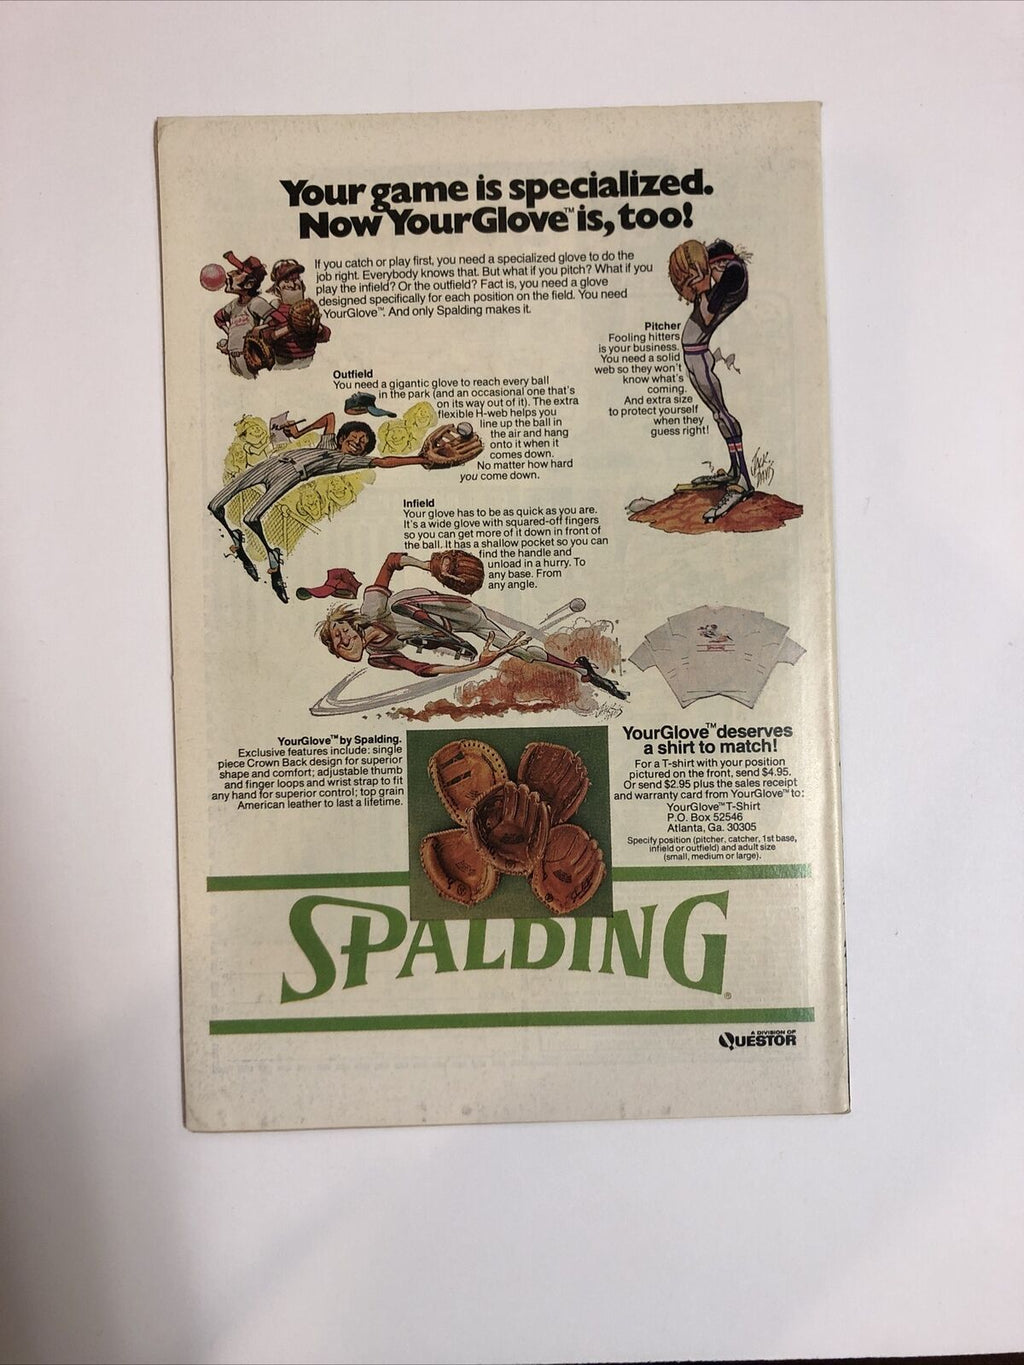 Your game is specialized.
Now YourGlove™ is, too!
If you catch or play first, you need a specialized glove to do the
job right. Everybody knows that. But what if you pitch? What if you
play the infield? Or the outfield? Fact is, you need a glove
designed specifically for each position on the field. You need
YourGlove™. And only Spalding makes it.
Pitcher
Fooling hitters
is your business.
You need a solid
web so they won't
know what's
coming.
And extra size
to protect yourself
when they
guess right!
JACK
DAVIS
Outfield
You need a gigantic glove to reach every ball
in the park (and an occasional one that's
on its way out of it). The extra
flexible H-web helps you
line up the ball in
the air and hang
onto it when it
comes down.
No matter how hard
you come down.
Infield
Your glove has to be as quick as you are.
It's a wide glove with squared-off fingers
so you can get more of it down in front of
the ball. It has a shallow pocket so you can
find the handle and
unload in a hurry. To
any base. From
any angle.
YourGlove™ by Spalding.
Exclusive features include: single
piece Crown Back design for superior
shape and comfort; adjustable thumb
and finger loops and wrist strap to fit
any hand for superior control; top grain
American leather to last a lifetime.
YourGlove™ deserves
a shirt to match!
For a T-shirt with your position
pictured on the front, send $4.95.
Or send $2.95 plus the sales receipt
and warranty card from YourGlove™ to:
YourGlove™ T-Shirt
P.O. Box 52546
Atlanta, Ga. 30305
Specify position (pitcher, catcher, 1st base,
infield or outfield) and adult size
(small, medium or large).
SPALDING®
A DIVISION OF
QUESTOR